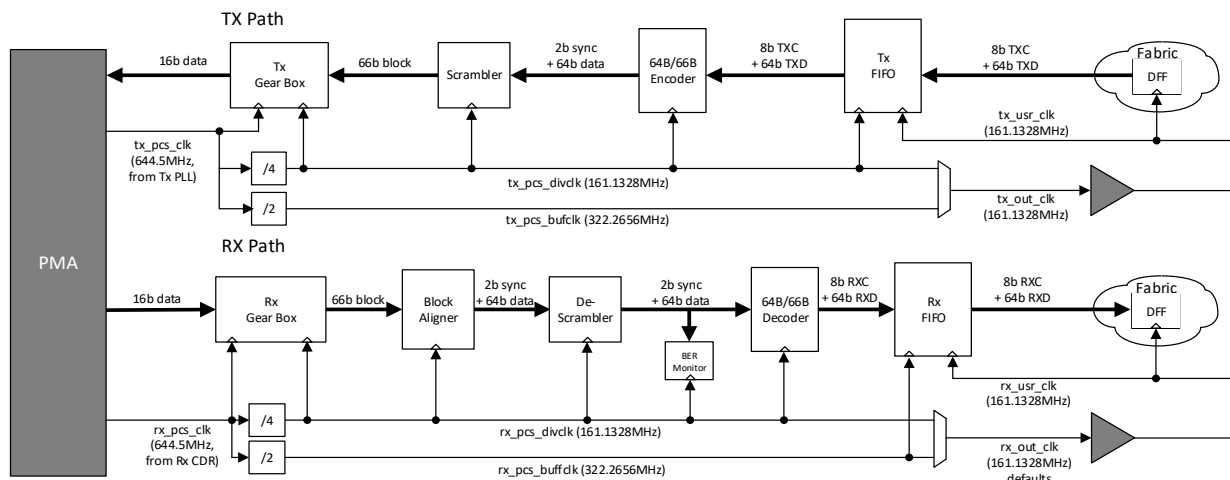 TX Path
16b data
Tx
Gear Box
66b block
Scrambler
2b sync
+ 64b data
64B/66B
Encoder
8b TXC
+ 64b TXD
Tx
FIFO
8b TXC
+ 64b TXD
Fabric
DFF
tx_pcs_clk
(644.5MHz,
from Tx PLL)
/4
/2
tx_usr_clk
(161.1328MHz)
tx_pcs_divclk (161.1328MHz)
tx_pcs_bufclk (322.2656MHz)
tx_out_clk
(161.1328MHz)
PMA
RX Path
16b data
Rx
Gear Box
66b block
Block
Aligner
2b sync
+ 64b data
De-
Scrambler
2b sync
+ 64b data
BER
Monitor
64B/66B
Decoder
8b RXC
+ 64b RXD
Rx
FIFO
8b RXC
+ 64b RXD
Fabric
DFF
rx_usr_clk
(161.1328MHz)
rx_pcs_clk
(644.5MHz,
from Rx CDR)
/4
/2
rx_pcs_divclk (161.1328MHz)
rx_pcs_buffclk (322.2656MHz)
rx_out_clk
(161.1328MHz)
defaults